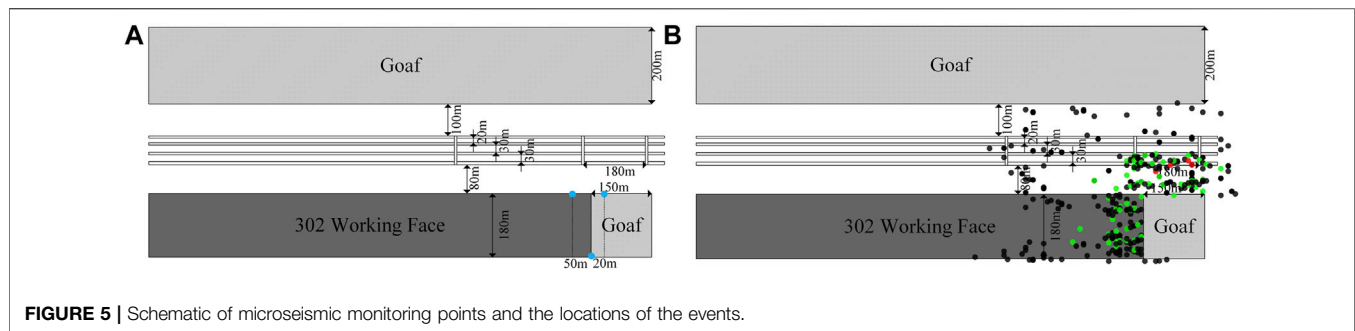 A
Goaf
200m
100m
20m
30m
30m
180m
80m
150m
302 Working Face
180m
Goaf
50m
20m
B
Goaf
200m
100m
20m
30m
30m
180m
80m
150m
302 Working Face
180m
Goaf
FIGURE 5 | Schematic of microseismic monitoring points and the locations of the events.